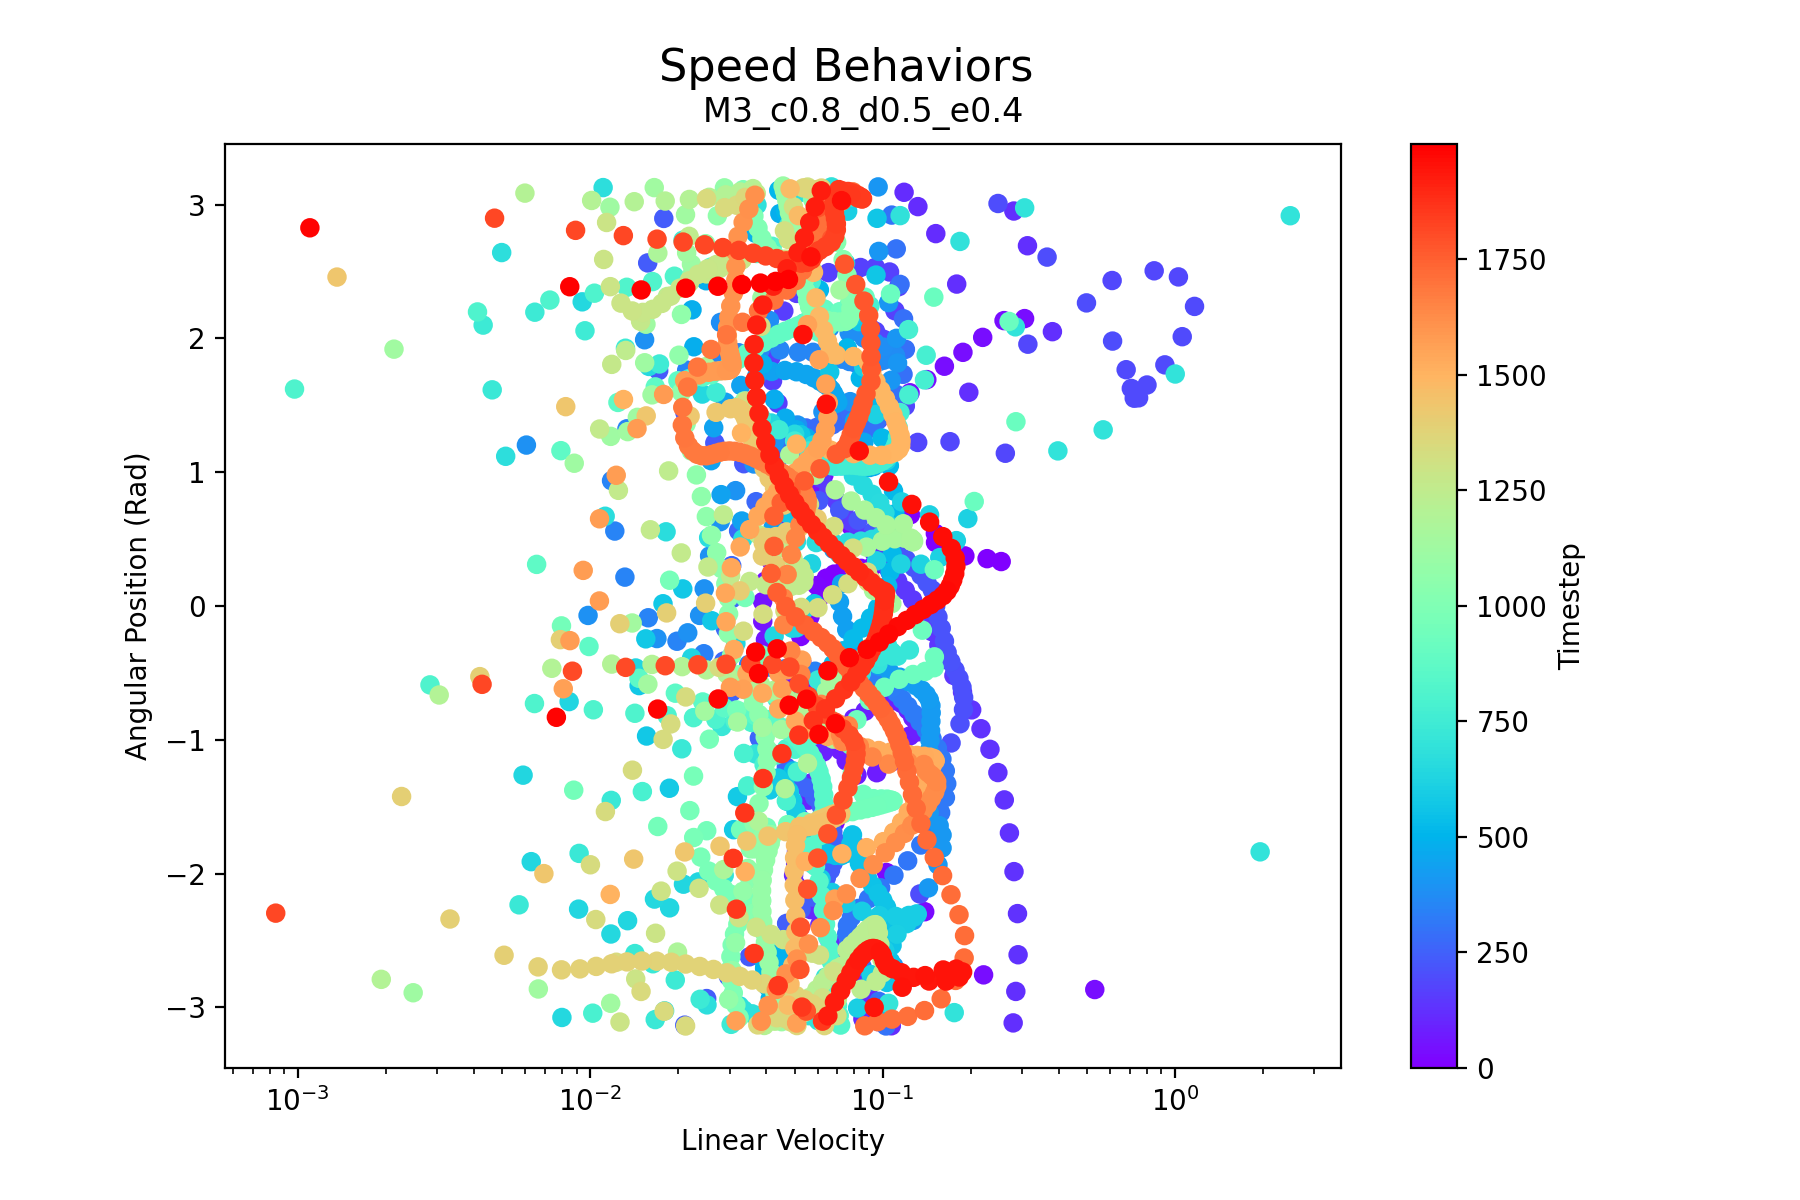 Speed Behaviors
M3_c0.8_d0.5_e0.4
3
2
1
0
−1
−2
−3
Angular Position (Rad)
10⁻³ 10⁻² 10⁻¹ 10⁰
Linear Velocity
1750
1500
1250
1000
750
500
250
0
Timestep